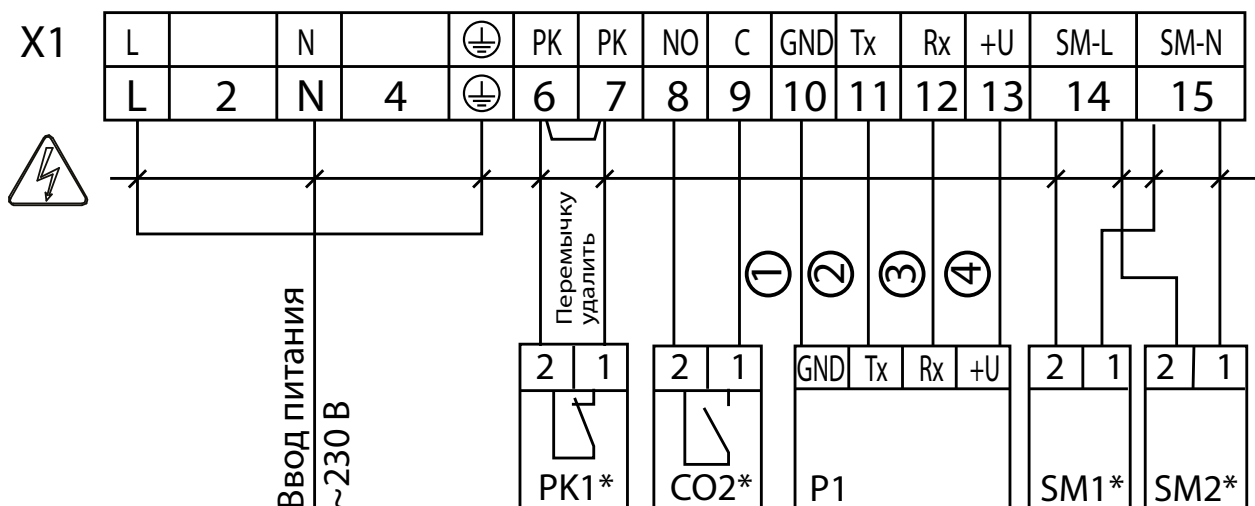 X1 L N PK PK NO C GND Tx Rx +U SM-L SM-N
L 2 N 4 6 7 8 9 10 11 12 13 14 15
Ввод питания
~230 В
Перемычку
удалить
1 2 3 4
2 1 2 1 GND Tx Rx +U 2 1 2 1
PK1* CO2* P1 SM1* SM2*